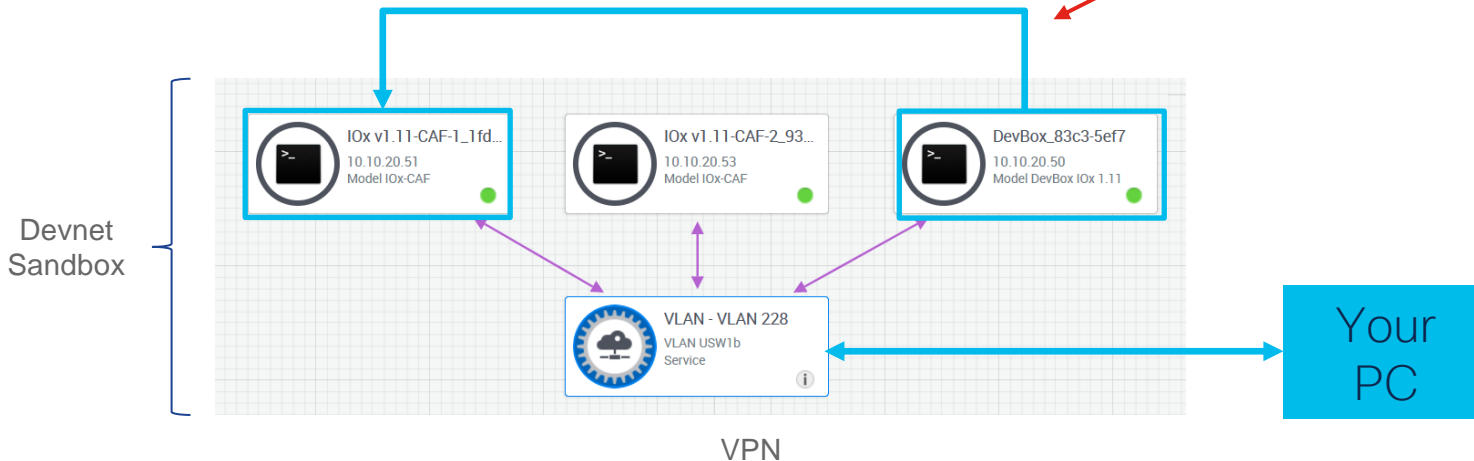 IOx v1.11-CAF-1_1fd...
10.10.20.51
Model IOx-CAF
IOx v1.11-CAF-2_93...
10.10.20.53
Model IOx-CAF
DevBox_83c3-5ef7
10.10.20.50
Model DevBox IOx 1.11
Devnet
Sandbox
VLAN - VLAN 228
VLAN USW1b
Service
Your
PC
VPN